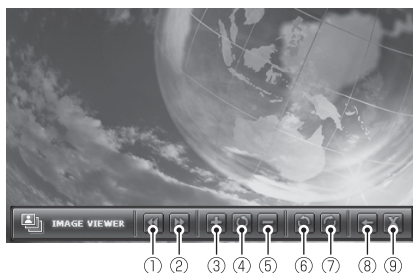 IMAGE VIEWER
① ② ③ ④ ⑤ ⑥ ⑦ ⑧ ⑨